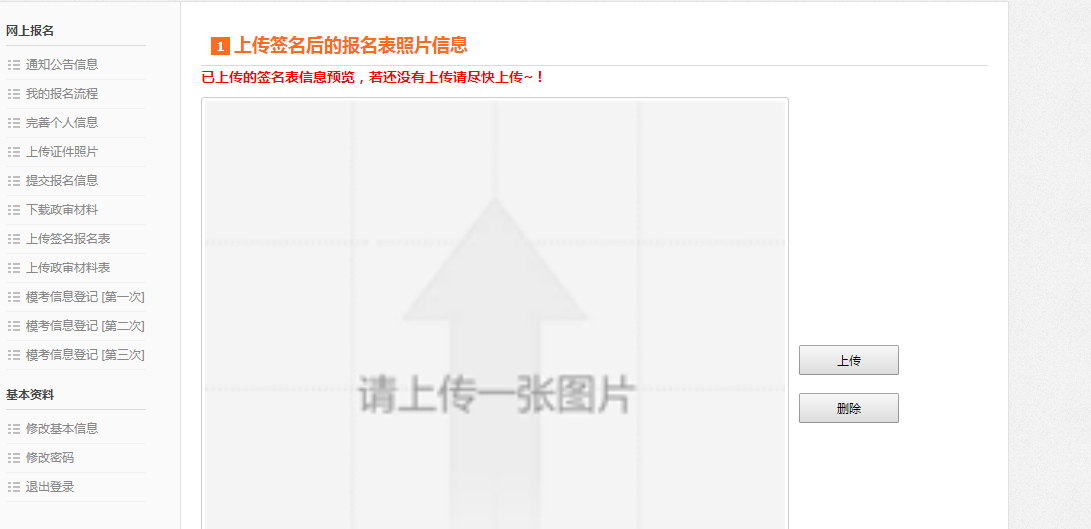 网上报名
通知公告信息
我的报名流程
完善个人信息
上传证件照片
提交报名信息
下载政审材料
上传签名报名表
上传政审材料表
模考信息登记 [第一次]
模考信息登记 [第二次]
模考信息登记 [第三次]
基本资料
修改基本信息
修改密码
退出登录
1 上传签名后的报名表照片信息
已上传的签名表信息预览，若还没有上传请尽快上传~！
请上传一张图片
上传
删除